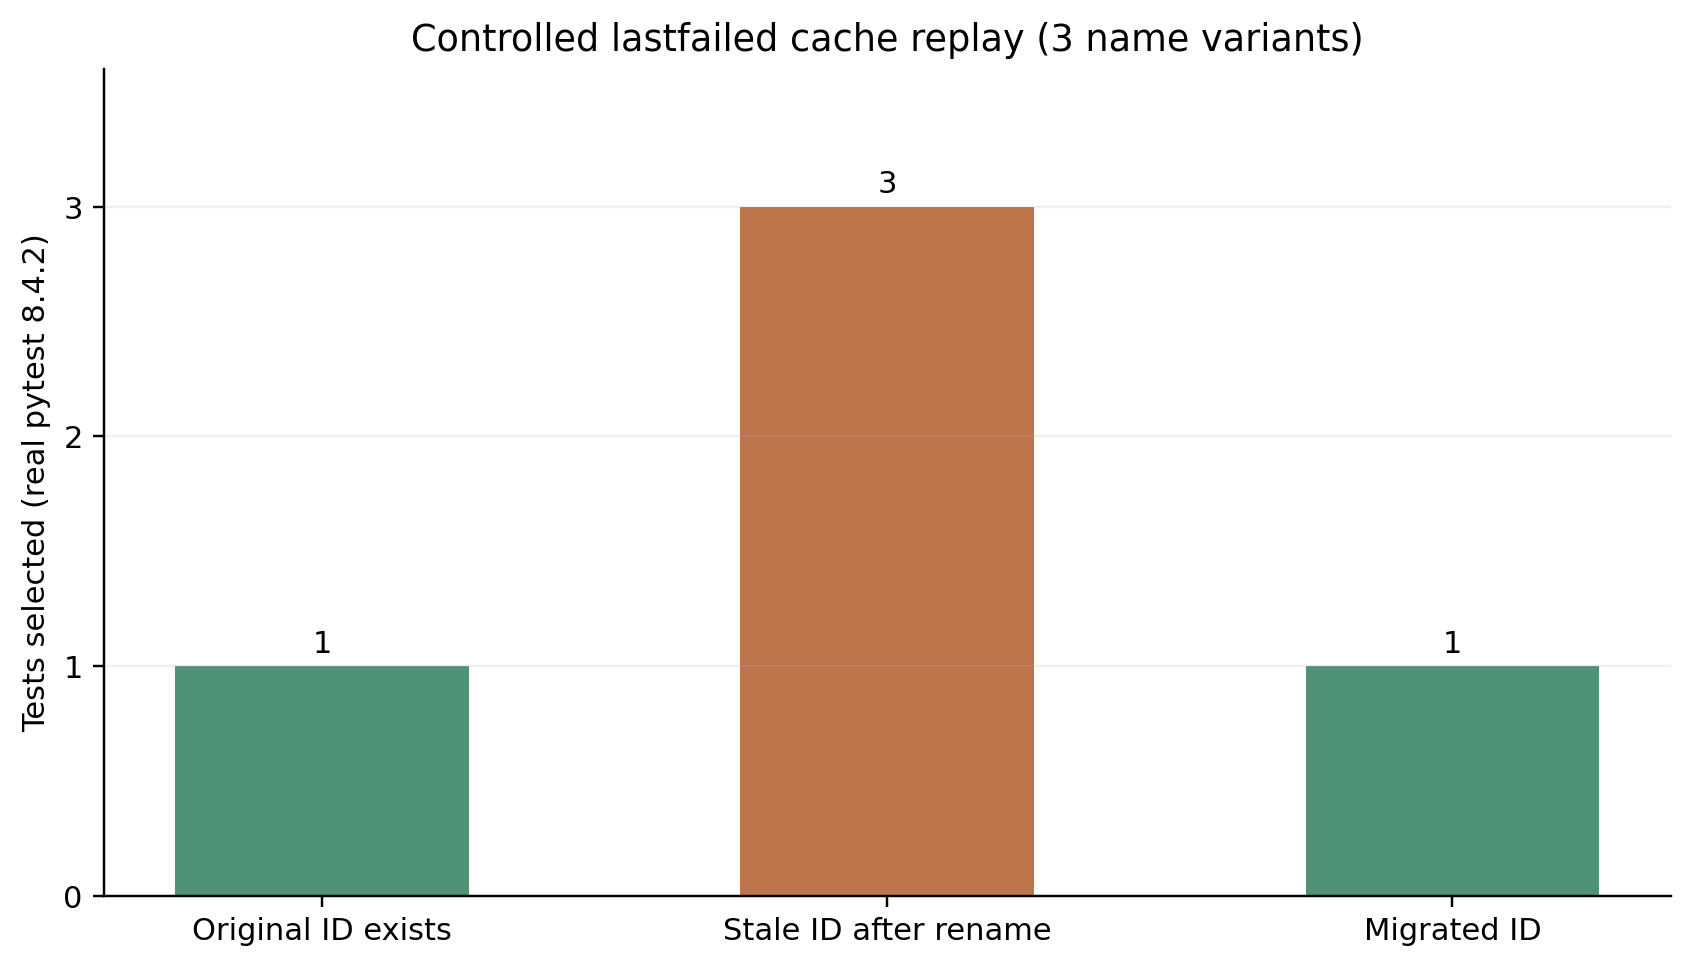 Controlled lastfailed cache replay (3 name variants)
Tests selected (real pytest 8.4.2)
3
2
1
0
1
3
1
Original ID exists
Stale ID after rename
Migrated ID